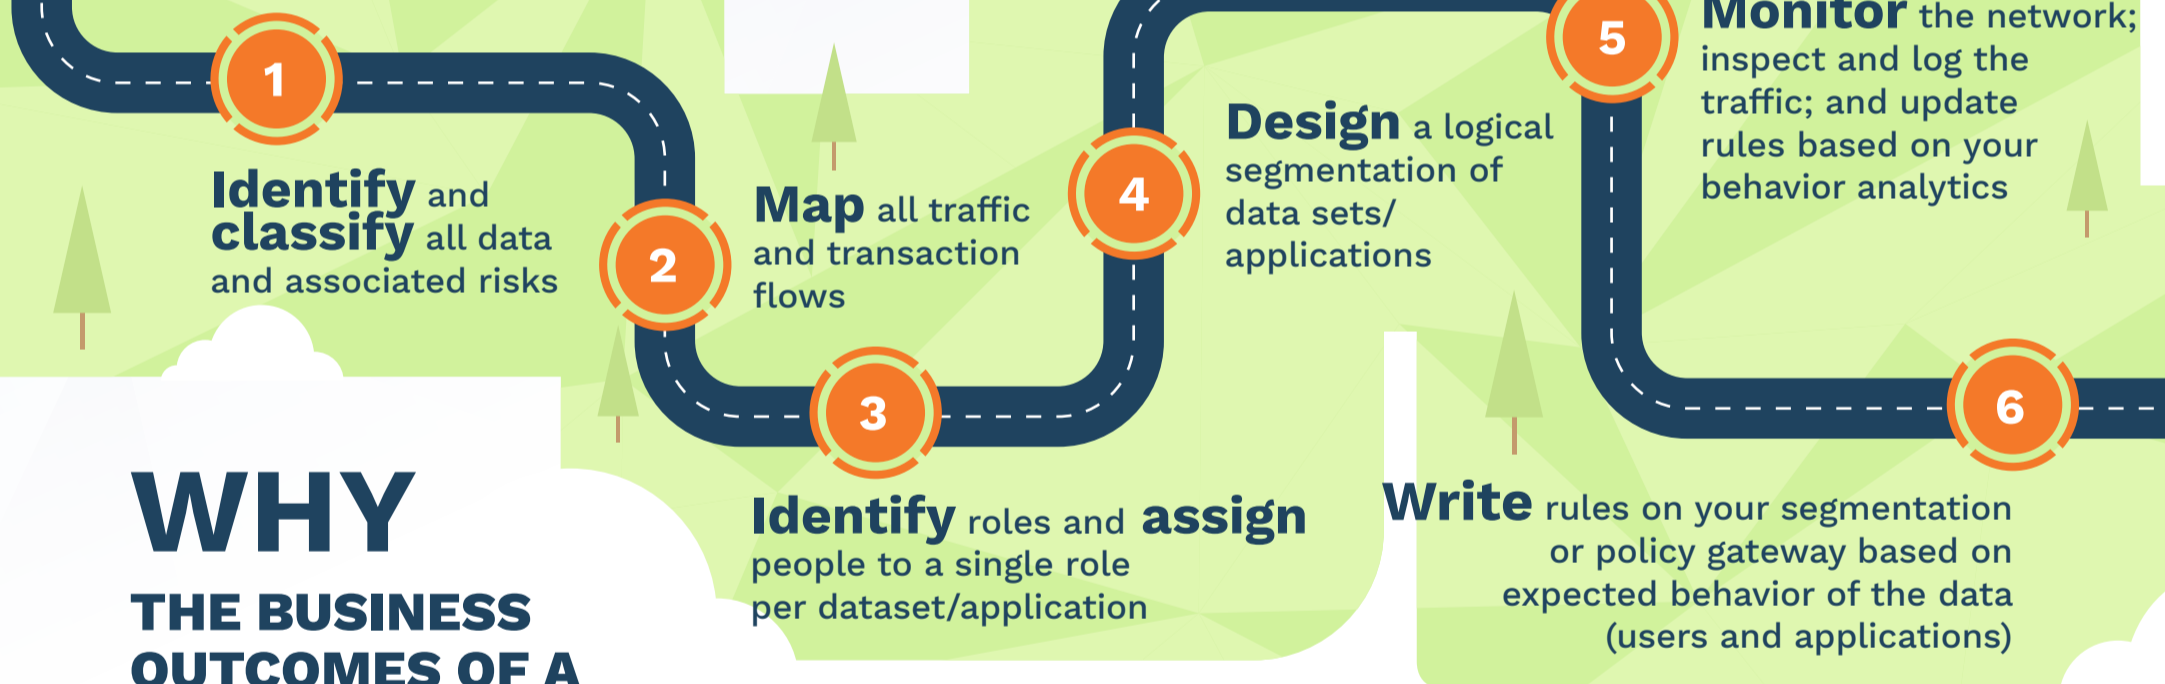 1
Identify and
classify all data
and associated risks
2
Map all traffic
and transaction
flows
3
Identify roles and assign
people to a single role
per dataset/application
4
Design a logical
segmentation of
data sets/
applications
5
Monitor the network;
inspect and log the
traffic; and update
rules based on your
behavior analytics
6
Write rules on your segmentation
or policy gateway based on
expected behavior of the data
(users and applications)
WHY
THE BUSINESS
OUTCOMES OF A